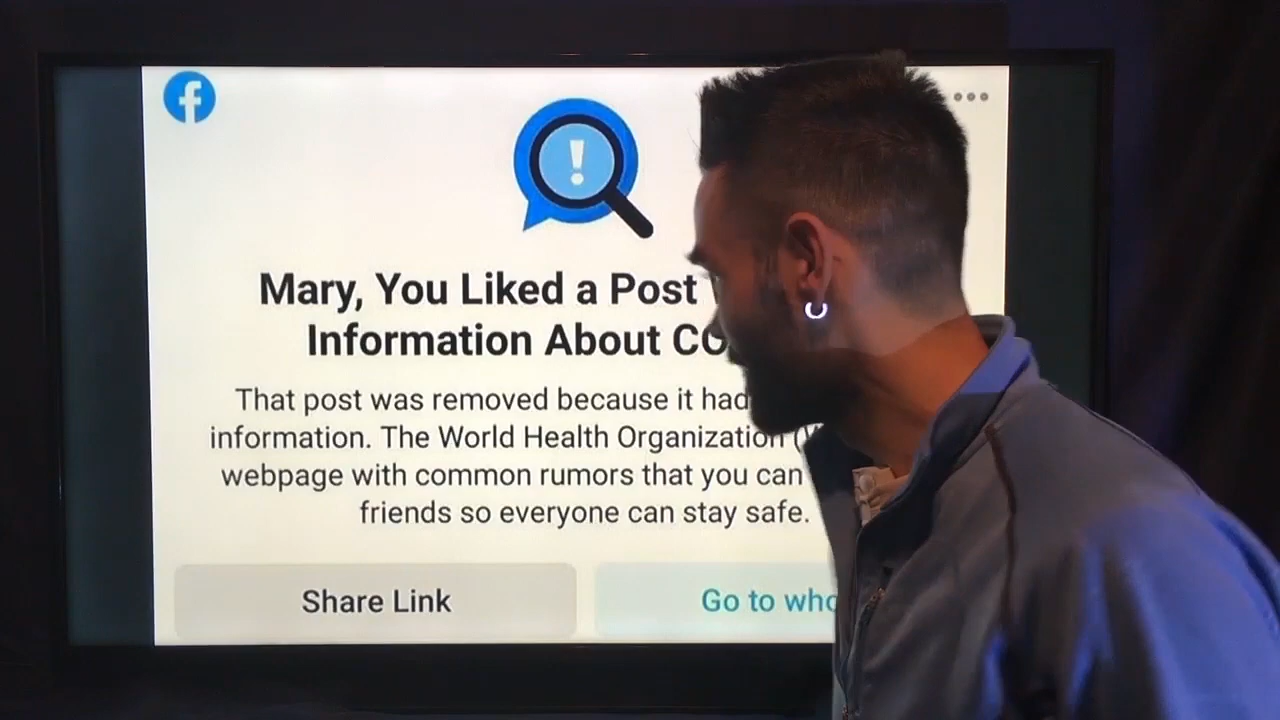 Mary, You Liked a Post
Information About CO
That post was removed because it had
information. The World Health Organization
webpage with common rumors that you can
friends so everyone can stay safe.
Share Link
Go to who